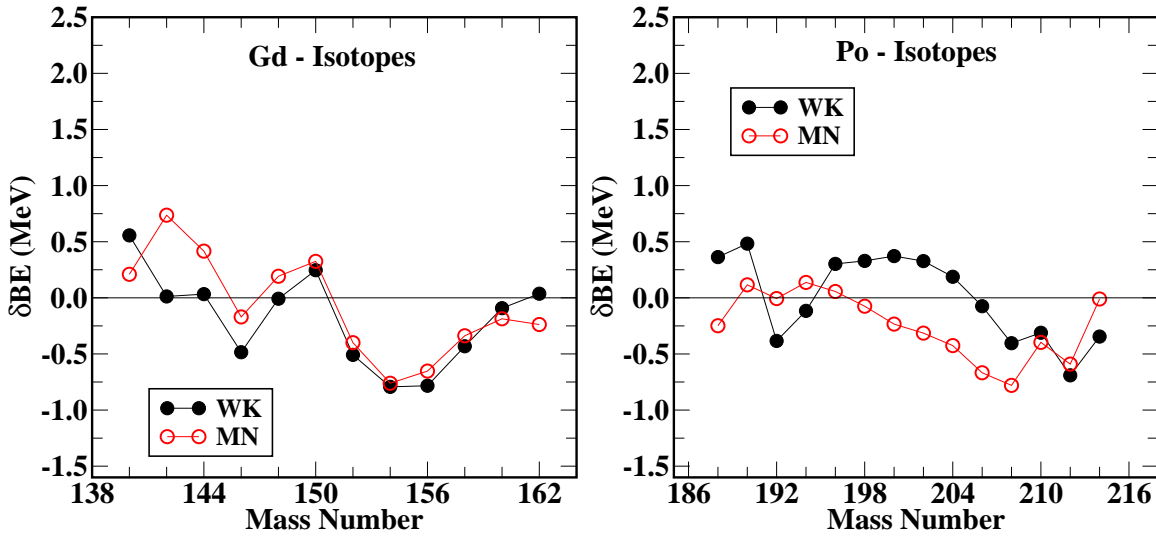 Gd - Isotopes
2.5
2.0
1.5
1.0
0.5
0.0
-0.5
-1.0
-1.5
δBE (MeV)
WK
MN
138 144 150 156 162
Mass Number
Po - Isotopes
2.5
2.0
1.5
1.0
0.5
0.0
-0.5
-1.0
-1.5
δBE (MeV)
WK
MN
186 192 198 204 210 216
Mass Number